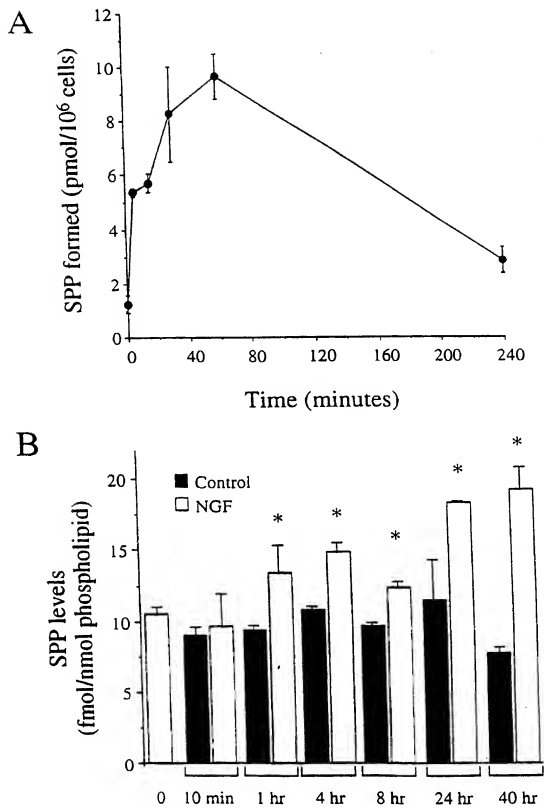 A
SPP formed (pmol/10⁶ cells)
12
10
8
6
4
2
0
0 40 80 120 160 200 240
Time (minutes)
B
SPP levels
(fmol/nmol phospholipid)
20
15
10
5
0
Control
NGF
* * * * *
0 10 min 1 hr 4 hr 8 hr 24 hr 40 hr